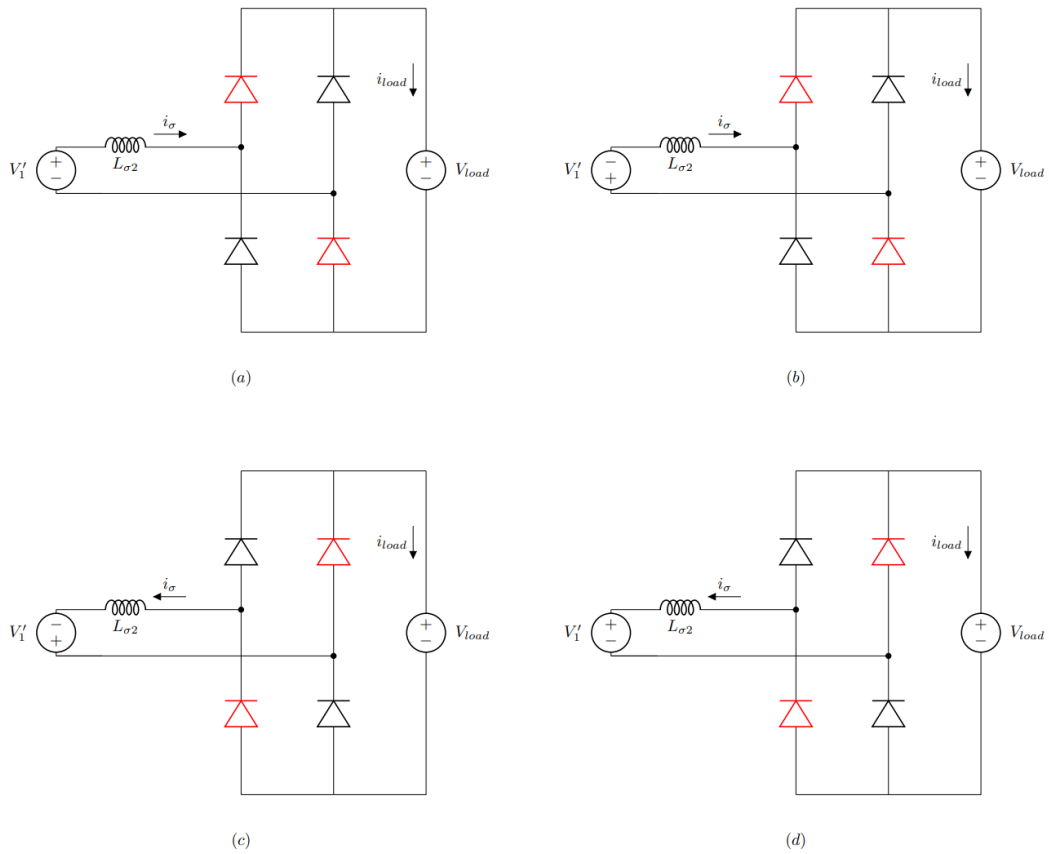 i_load
i_load
i_σ
i_σ
V′_1
+
−
L_σ2
+
−
V_load
V′_1
−
+
L_σ2
+
−
V_load
(a)
(b)
i_load
i_load
i_σ
i_σ
V′_1
−
+
L_σ2
+
−
V_load
V′_1
+
−
L_σ2
+
−
V_load
(c)
(d)